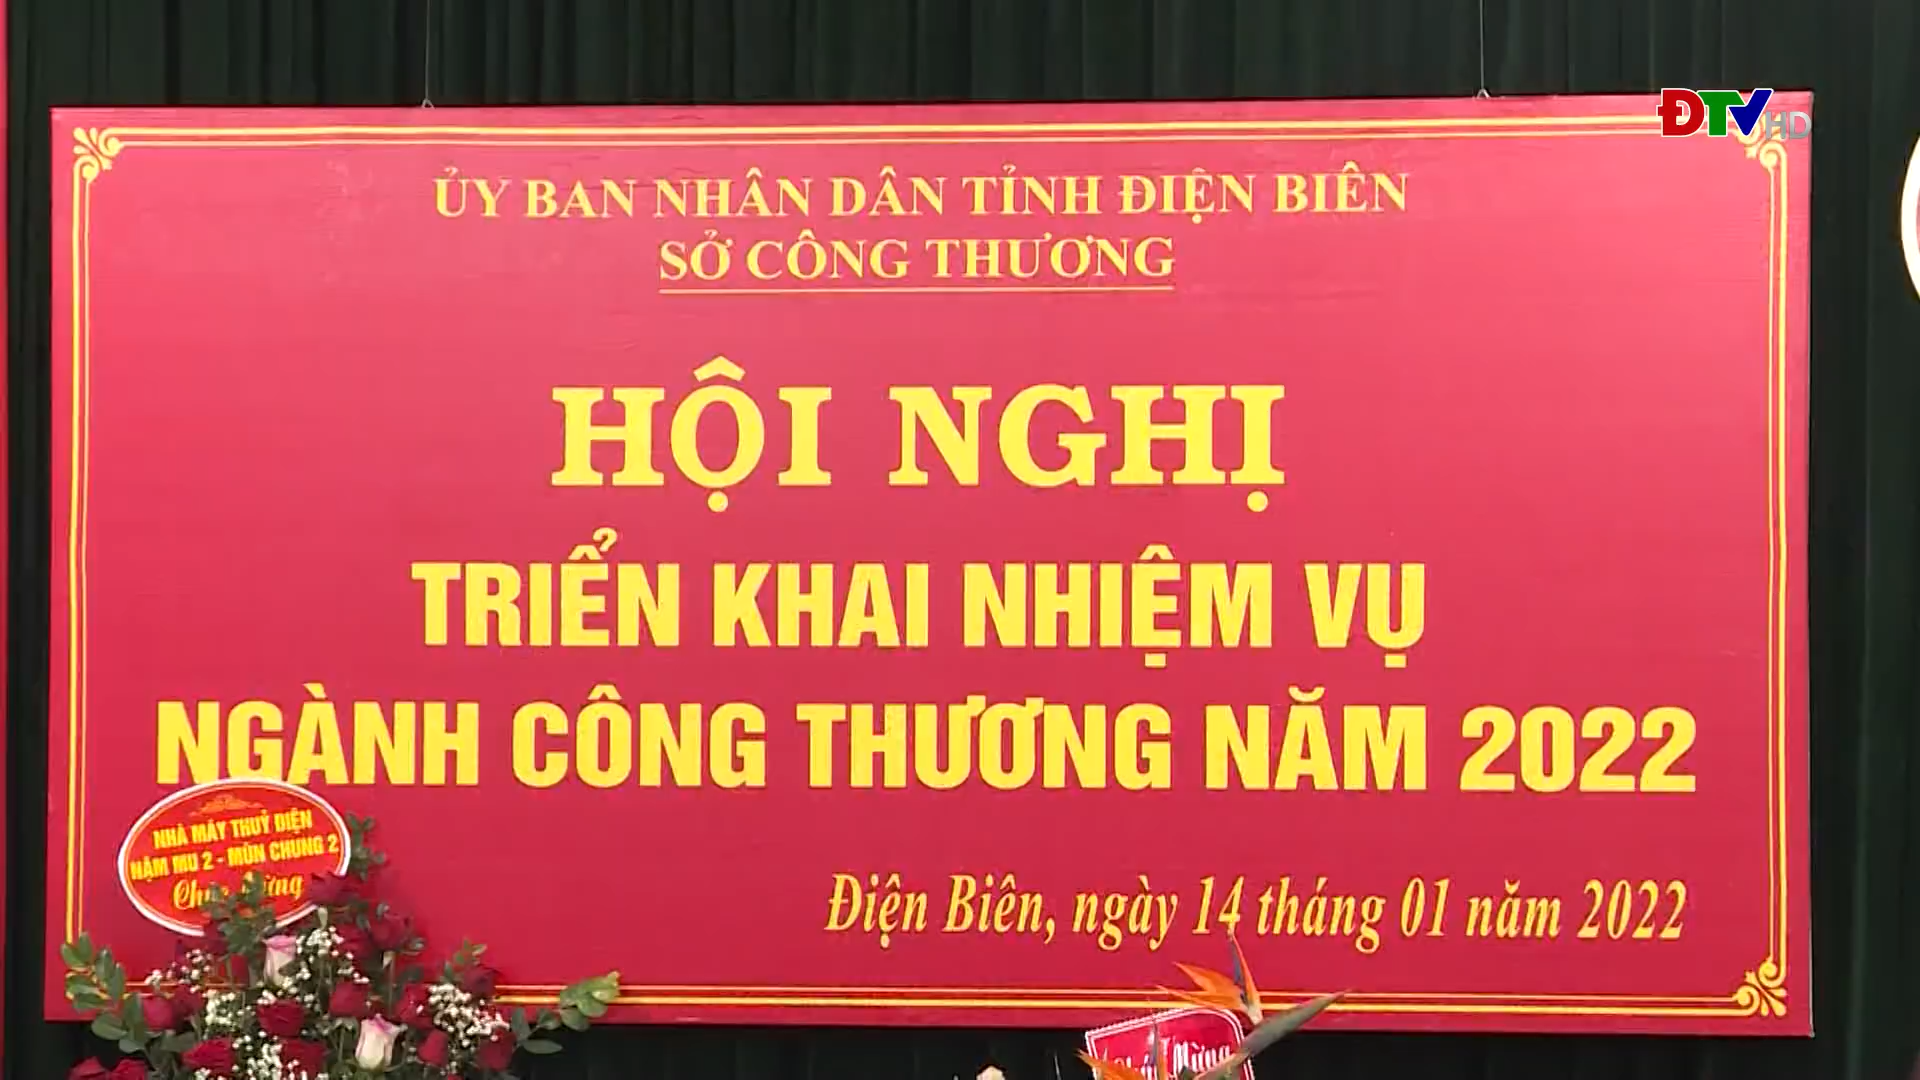 ĐTV HD
ỦY BAN NHÂN DÂN TỈNH ĐIỆN BIÊN
SỞ CÔNG THƯƠNG
HỘI NGHỊ
TRIỂN KHAI NHIỆM VỤ
NGÀNH CÔNG THƯƠNG NĂM 2022
NHÀ MÁY THUỶ ĐIỆN
NẬM MU 2 - MÙN CHUNG 2
Điện Biên, ngày 14 tháng 01 năm 2022
Mừng